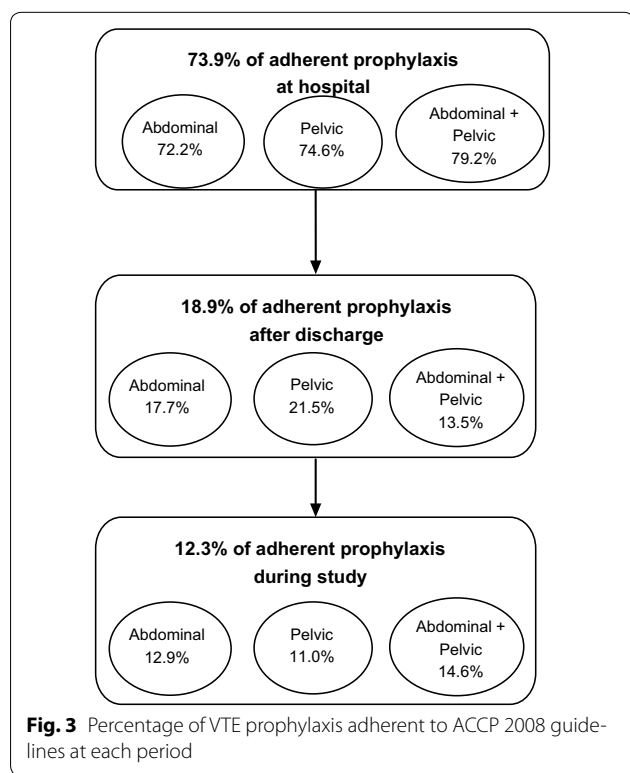 73.9% of adherent prophylaxis
at hospital
Abdominal
72.2%
Pelvic
74.6%
Abdominal +
Pelvic
79.2%
18.9% of adherent prophylaxis
after discharge
Abdominal
17.7%
Pelvic
21.5%
Abdominal +
Pelvic
13.5%
12.3% of adherent prophylaxis
during study
Abdominal
12.9%
Pelvic
11.0%
Abdominal +
Pelvic
14.6%
Fig. 3 Percentage of VTE prophylaxis adherent to ACCP 2008 guide-
lines at each period